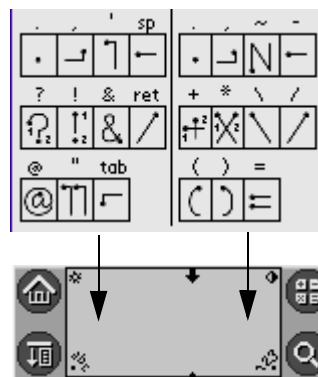 . , ' sp . , ~ -
? ! & ret + * \ /
@ " tab ( ) =